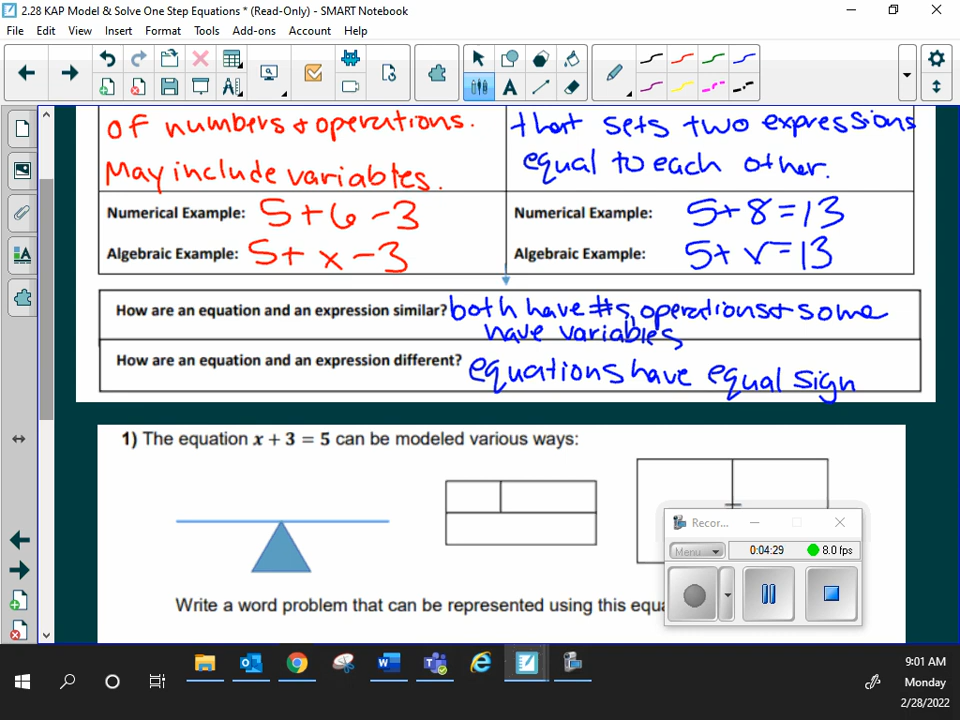 2.28 KAP Model & Solve One Step Equations * (Read-Only) - SMART Notebook
File Edit View Insert Format Tools Add-ons Account Help
of numbers + operations.
May include variables.
that sets two expressions
equal to each other.
Numerical Example: 5+6-3
Numerical Example: 5+8=13
Algebraic Example: 5+x-3
Algebraic Example: 5+v=13
How are an equation and an expression similar? both have #s, operations + some
have variables
How are an equation and an expression different? equations have equal sign
1) The equation x + 3 = 5 can be modeled various ways:
Recor...
Menu 0:04:29 8.0 fps
Write a word problem that can be represented using this equa
9:01 AM
Monday
2/28/2022